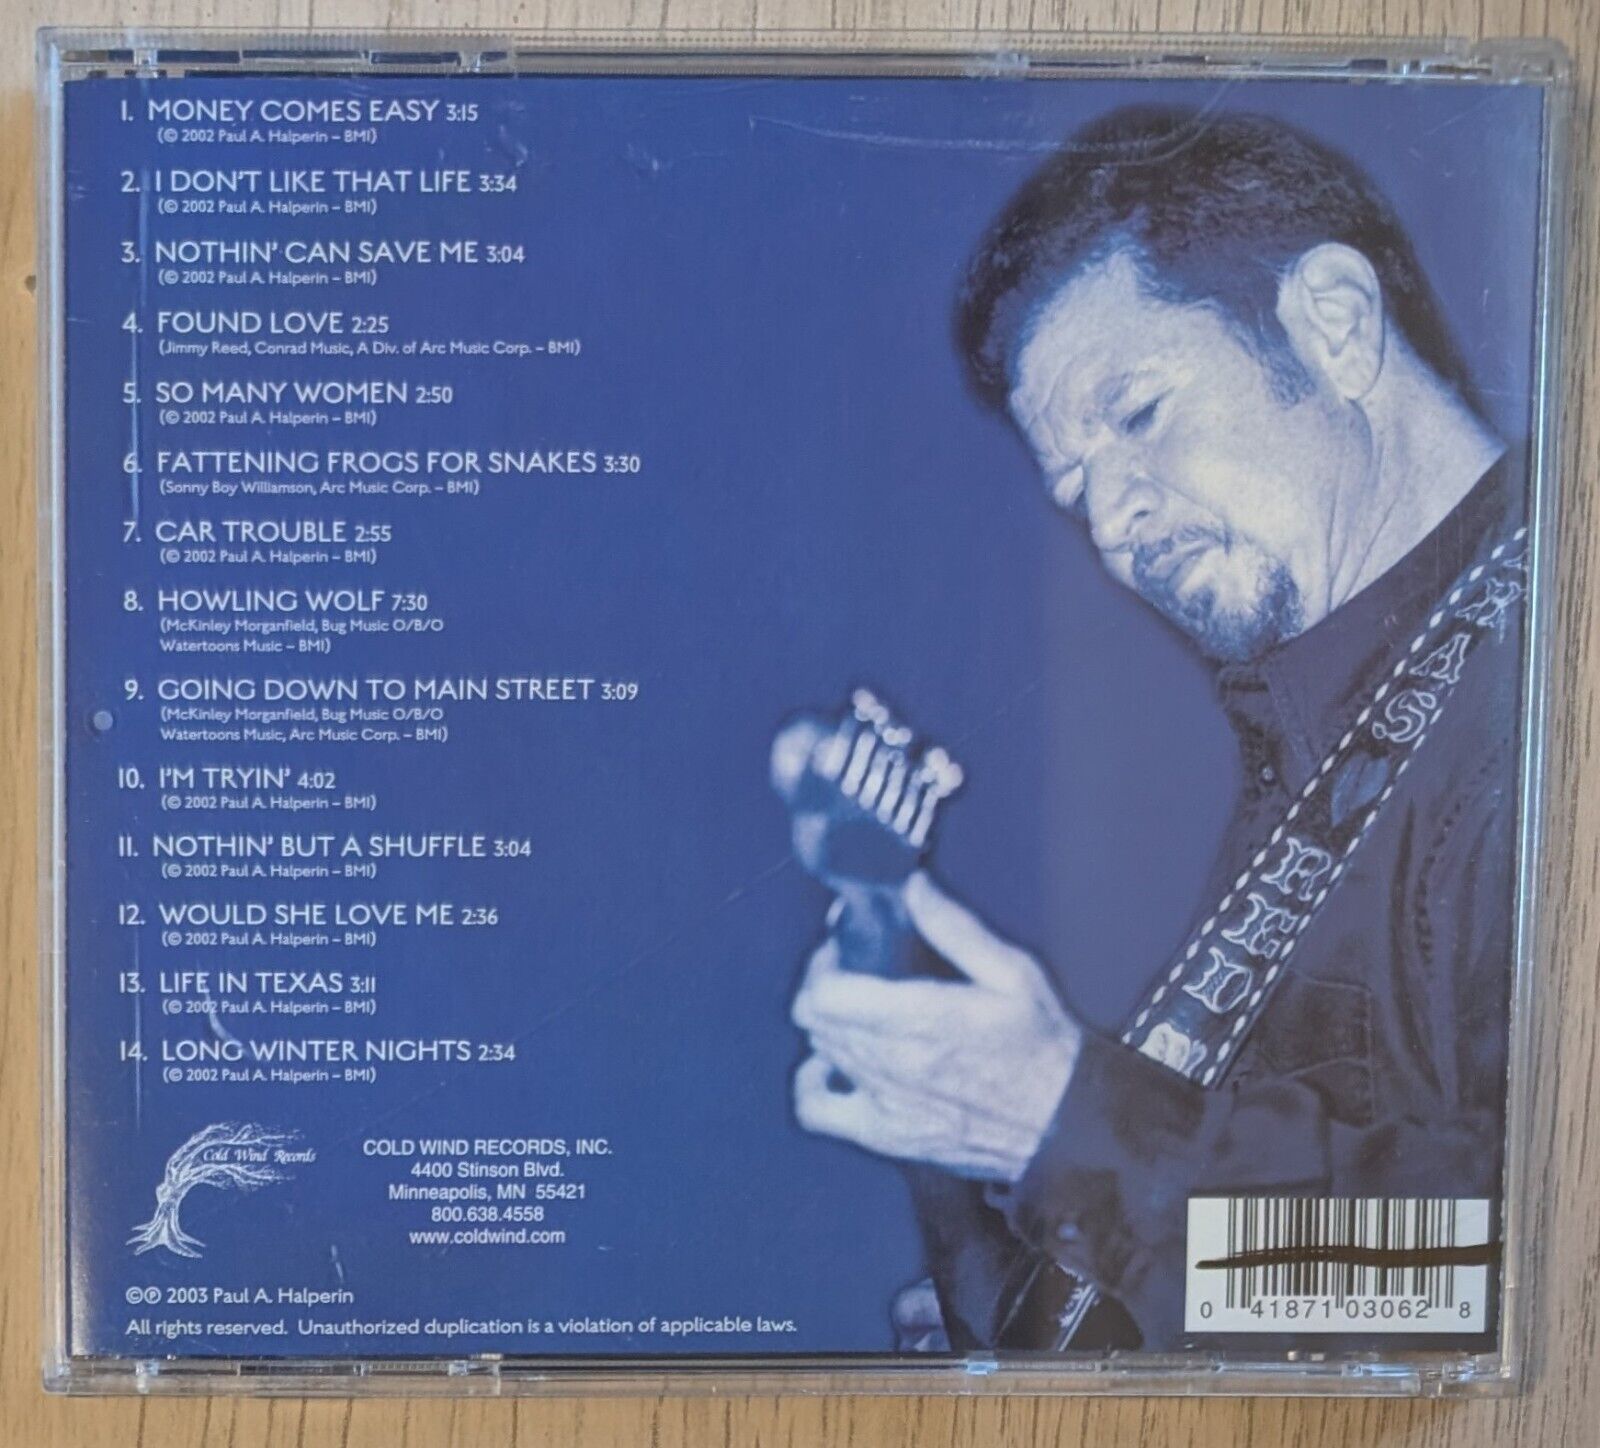 1. MONEY COMES EASY 3:15
(© 2002 Paul A. Halperin – BMI)
2. I DON'T LIKE THAT LIFE 3:34
(© 2002 Paul A. Halperin – BMI)
3. NOTHIN' CAN SAVE ME 3:04
(© 2002 Paul A. Halperin – BMI)
4. FOUND LOVE 2:25
(Jimmy Reed, Conrad Music, A Div. of Arc Music Corp. – BMI)
5. SO MANY WOMEN 2:50
(© 2002 Paul A. Halperin – BMI)
6. FATTENING FROGS FOR SNAKES 3:30
(Sonny Boy Williamson, Arc Music Corp. – BMI)
7. CAR TROUBLE 2:55
(© 2002 Paul A. Halperin – BMI)
8. HOWLING WOLF 7:30
(McKinley Morganfield, Bug Music O/B/O
Watertoons Music – BMI)
9. GOING DOWN TO MAIN STREET 3:09
(McKinley Morganfield, Bug Music O/B/O
Watertoons Music, Arc Music Corp. – BMI)
10. I'M TRYIN' 4:02
(© 2002 Paul A. Halperin – BMI)
11. NOTHIN' BUT A SHUFFLE 3:04
(© 2002 Paul A. Halperin – BMI)
12. WOULD SHE LOVE ME 2:36
(© 2002 Paul A. Halperin – BMI)
13. LIFE IN TEXAS 3:11
(© 2002 Paul A. Halperin – BMI)
14. LONG WINTER NIGHTS 2:34
(© 2002 Paul A. Halperin – BMI)
Cold Wind Records
COLD WIND RECORDS, INC.
4400 Stinson Blvd.
Minneapolis, MN 55421
800.638.4558
www.coldwind.com
©℗ 2003 Paul A. Halperin
All rights reserved. Unauthorized duplication is a violation of applicable laws.
0 41871 03062 8